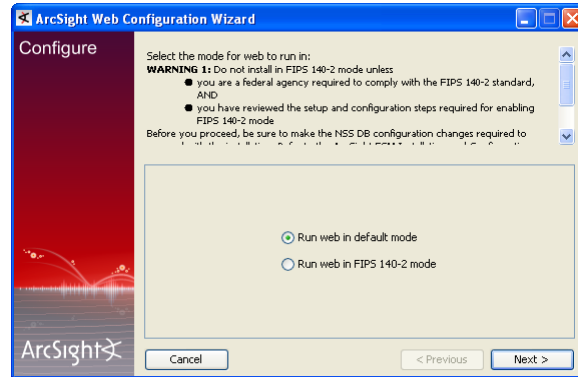 ArcSight Web Configuration Wizard
Configure
Select the mode for web to run in:
WARNING 1: Do not install in FIPS 140-2 mode unless
● you are a federal agency required to comply with the FIPS 140-2 standard,
AND
● you have reviewed the setup and configuration steps required for enabling
FIPS 140-2 mode
Before you proceed, be sure to make the NSS DB configuration changes required to
Run web in default mode
Run web in FIPS 140-2 mode
ArcSight
Cancel
< Previous
Next >